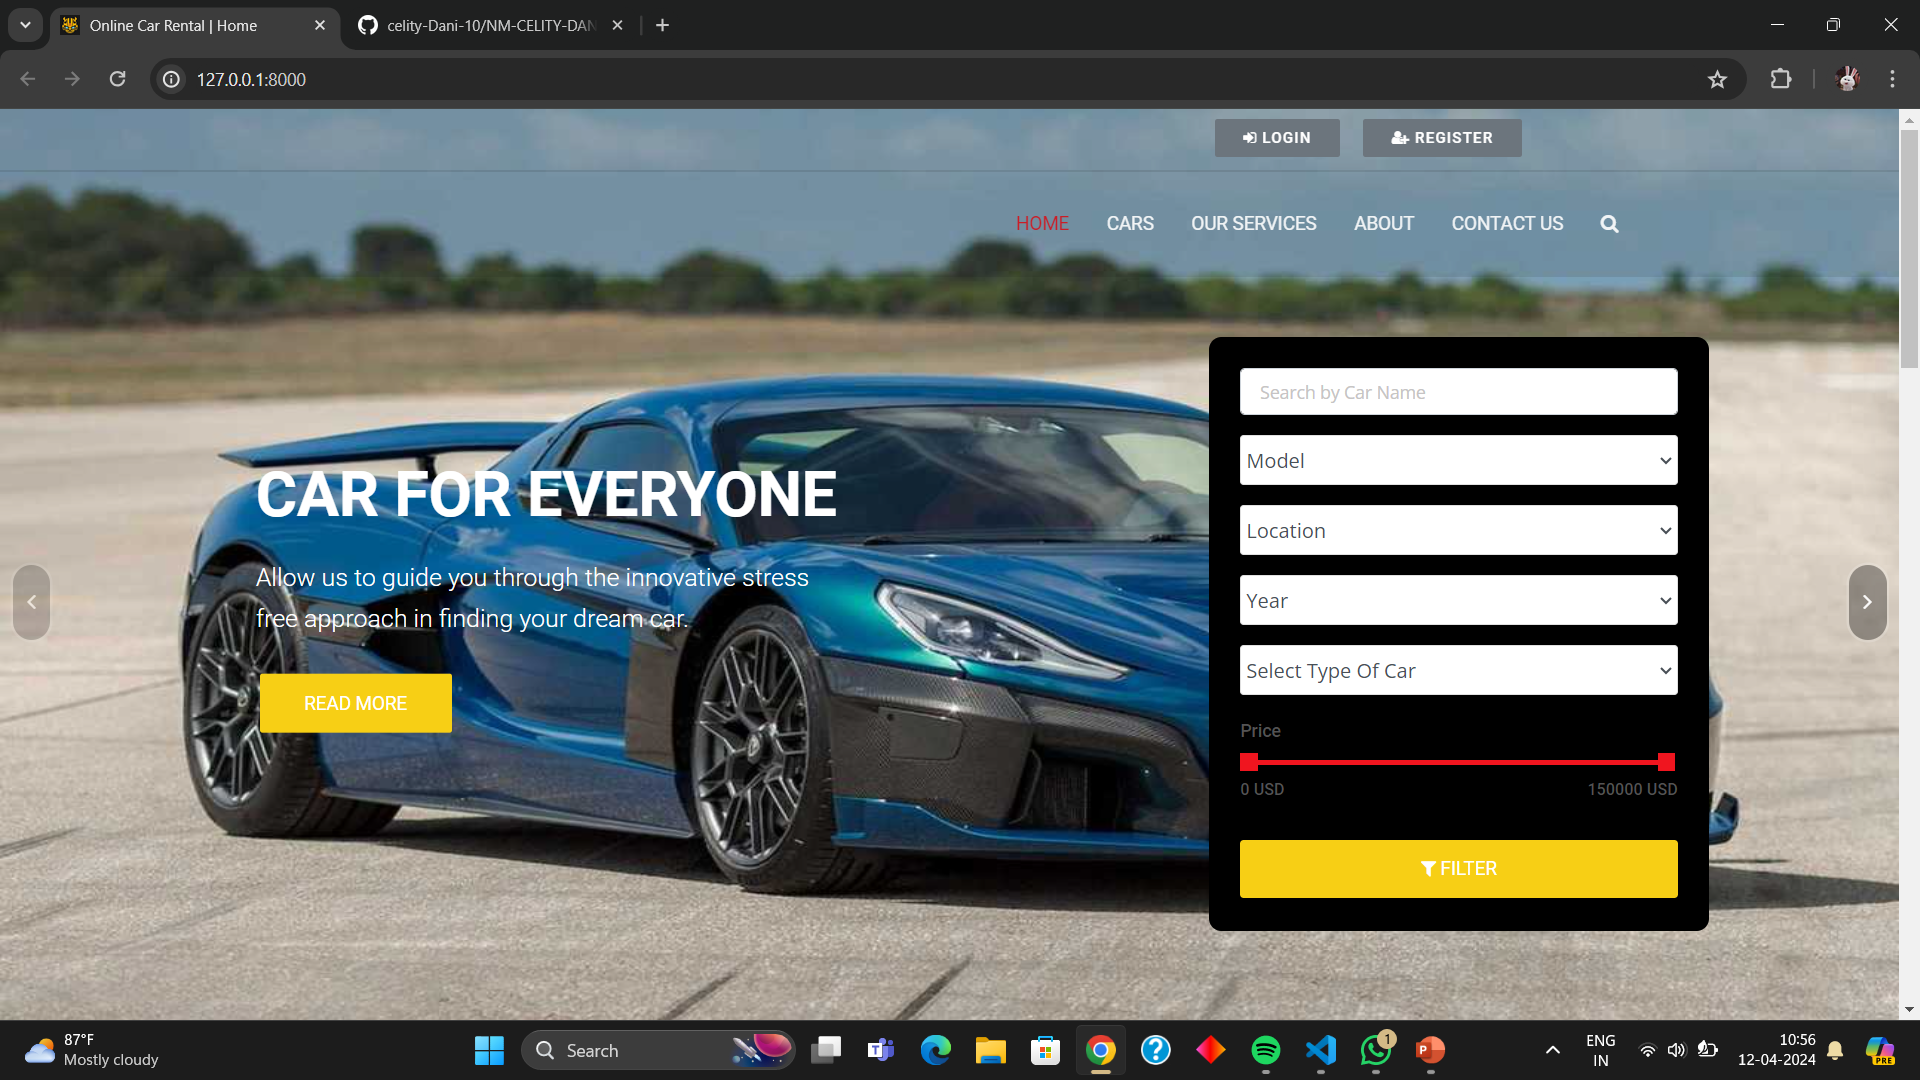 Online Car Rental | Home
celity-Dani-10/NM-CELITY-DAN
127.0.0.1:8000
LOGIN
REGISTER
HOME
CARS
OUR SERVICES
ABOUT
CONTACT US
CAR FOR EVERYONE
Allow us to guide you through the innovative stress
free approach in finding your dream car.
READ MORE
Search by Car Name
Model
Location
Year
Select Type Of Car
Price
0 USD
150000 USD
FILTER
87°F
Mostly cloudy
Search
1
ENG
IN
10:56
12-04-2024
PRE